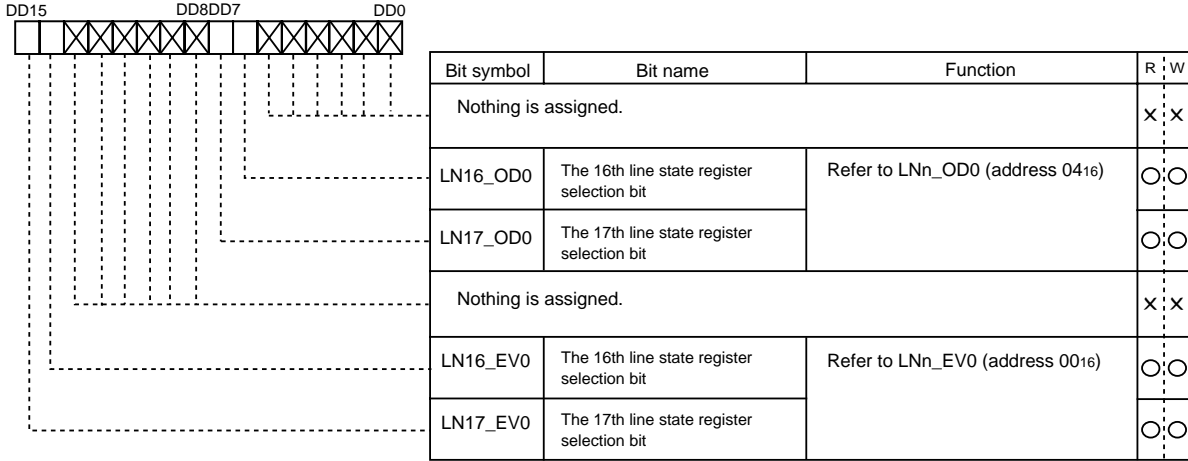 DD15 DD8DD7 DD0
Bit symbol Bit name Function R W
Nothing is assigned. X X
LN16_OD0 The 16th line state register selection bit Refer to LNn_OD0 (address 0416) O O
LN17_OD0 The 17th line state register selection bit O O
Nothing is assigned. X X
LN16_EV0 The 16th line state register selection bit Refer to LNn_EV0 (address 0016) O O
LN17_EV0 The 17th line state register selection bit O O